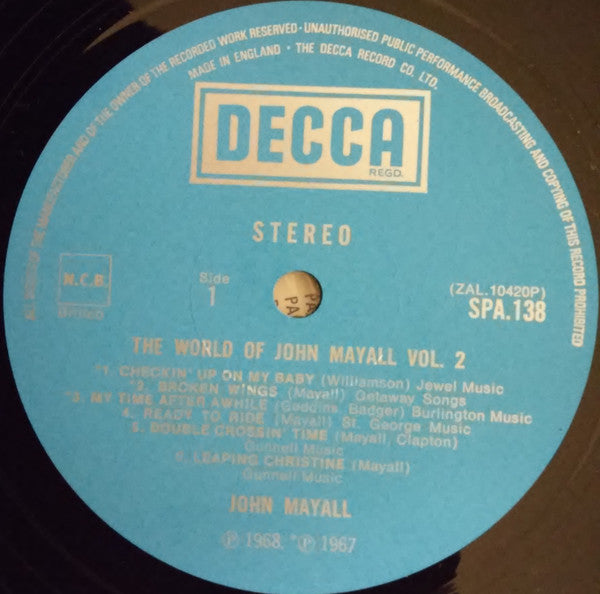 ALL RIGHTS OF THE MANUFACTURER AND OF THE OWNER OF THE RECORDED WORK RESERVED · UNAUTHORISED PUBLIC PERFORMANCE BROADCASTING AND COPYING OF THIS RECORD PROHIBITED
MADE IN ENGLAND · THE DECCA RECORD CO. LTD.
DECCA
REGD.
STEREO
N.C.B.
British
Side
1
(ZAL.10420P)
SPA.138
THE WORLD OF JOHN MAYALL VOL. 2
*1. CHECKIN' UP ON MY BABY (Williamson) Jewel Music
*2. BROKEN WINGS (Mayall) Getaway Songs
*3. MY TIME AFTER AWHILE (Geddins, Badger) Burlington Music
4. READY TO RIDE (Mayall) St. George Music
5. DOUBLE CROSSIN' TIME (Mayall, Clapton)
Gunnell Music
6. LEAPING CHRISTINE (Mayall)
Gunnell Music
JOHN MAYALL
Ⓟ 1968. *Ⓟ 1967
PA
PA